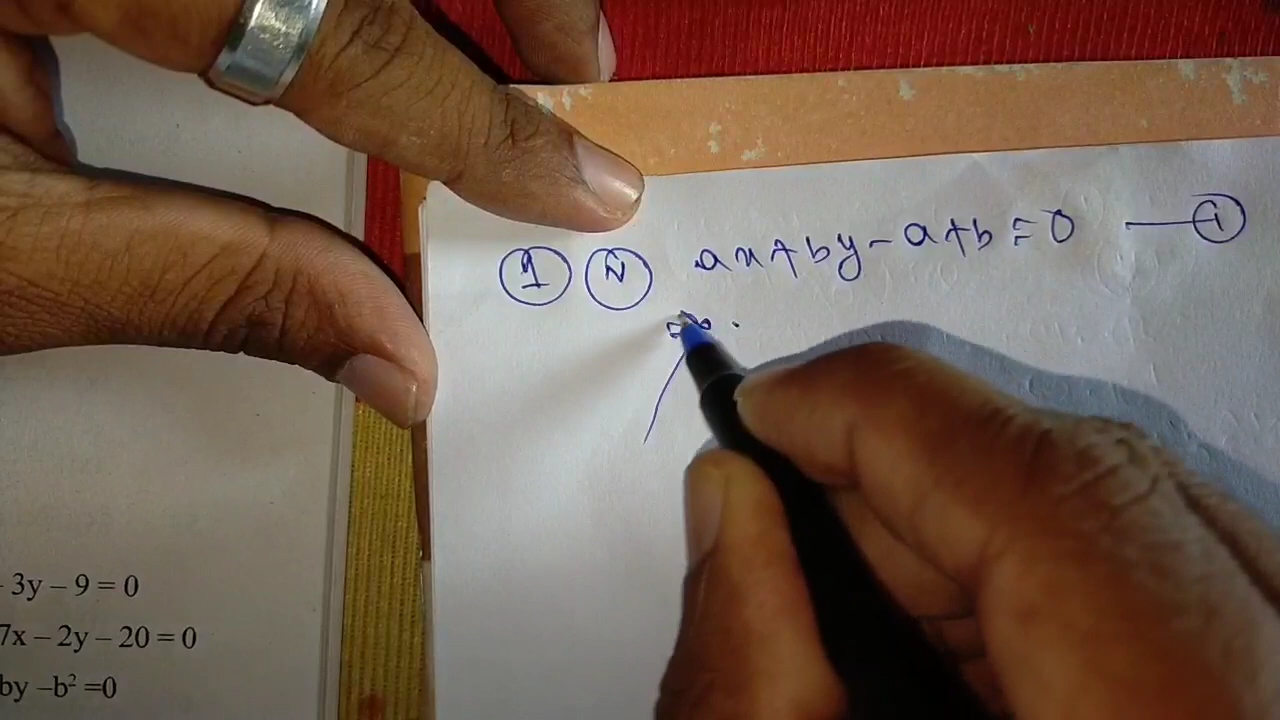 1 N ax+by-a+b=0 — 1
- 3y – 9 = 0
7x – 2y – 20 = 0
by –b² =0